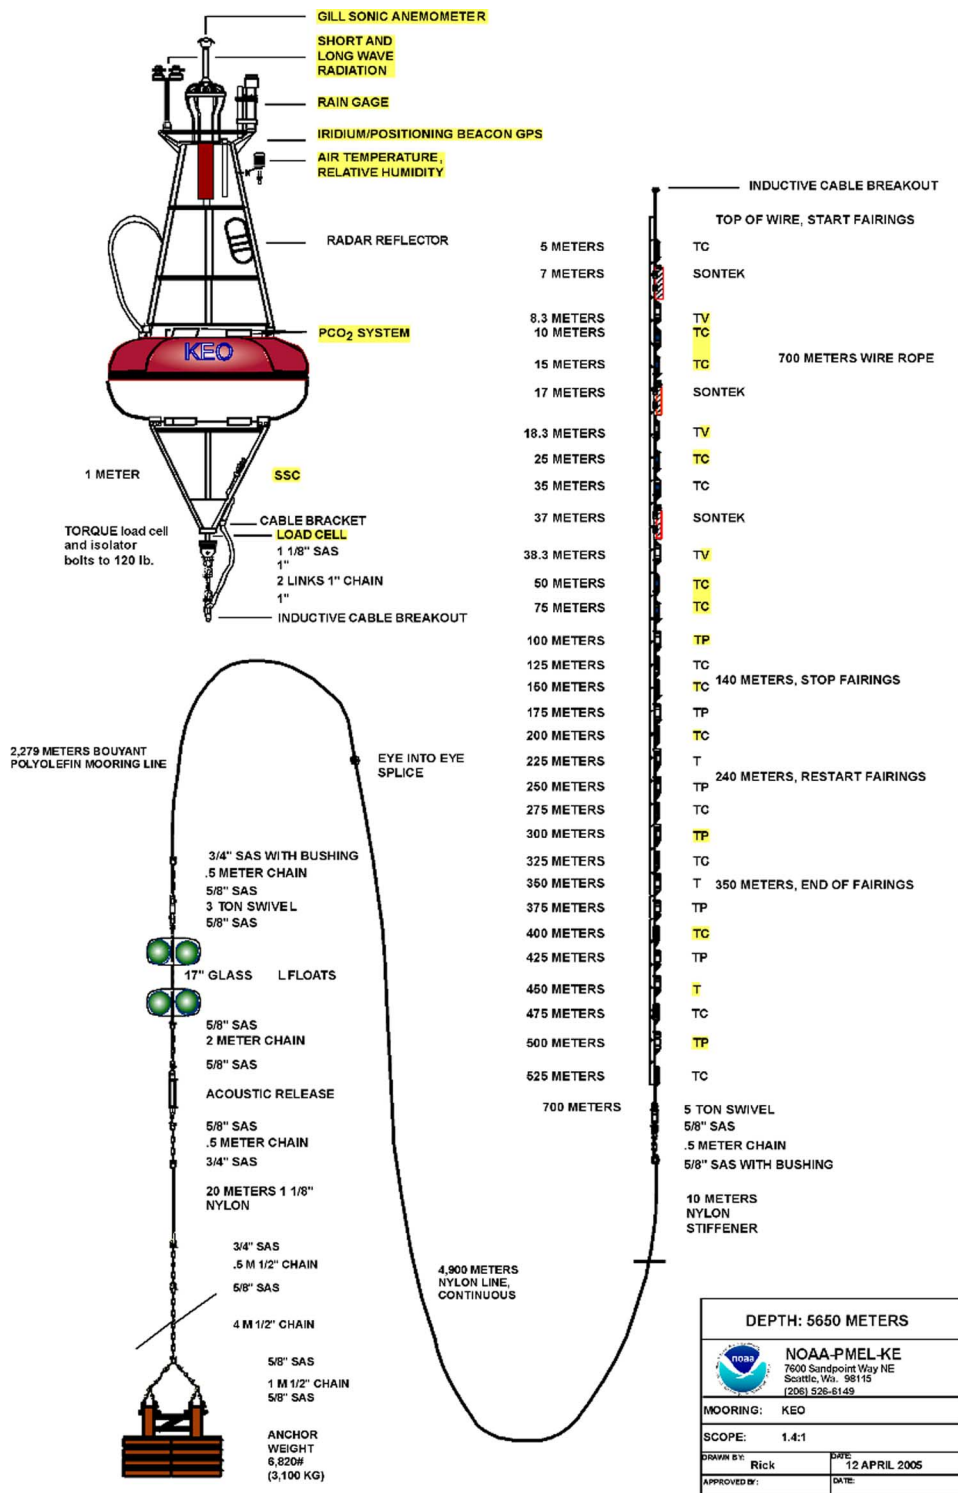 GILL SONIC ANEMOMETER
SHORT AND
LONG WAVE
RADIATION
RAIN GAGE
IRIDIUM/POSITIONING BEACON GPS
AIR TEMPERATURE,
RELATIVE HUMIDITY
RADAR REFLECTOR
PCO2 SYSTEM
KEO
1 METER
SSC
CABLE BRACKET
TORQUE load cell
and isolator
bolts to 120 lb.
LOAD CELL
1 1/8" SAS
1"
2 LINKS 1" CHAIN
1"
INDUCTIVE CABLE BREAKOUT
INDUCTIVE CABLE BREAKOUT
TOP OF WIRE, START FAIRINGS
5 METERS TC
7 METERS SONTEK
8.3 METERS TV
10 METERS TC
700 METERS WIRE ROPE
15 METERS TC
17 METERS SONTEK
18.3 METERS TV
25 METERS TC
35 METERS TC
37 METERS SONTEK
38.3 METERS TV
50 METERS TC
75 METERS TC
100 METERS TP
125 METERS TC
140 METERS, STOP FAIRINGS
150 METERS TC
175 METERS TP
200 METERS TC
225 METERS T
240 METERS, RESTART FAIRINGS
250 METERS TP
275 METERS TC
300 METERS TP
325 METERS TC
350 METERS T 350 METERS, END OF FAIRINGS
375 METERS TP
400 METERS TC
425 METERS TP
450 METERS T
475 METERS TC
500 METERS TP
525 METERS TC
700 METERS 5 TON SWIVEL
5/8" SAS
.5 METER CHAIN
5/8" SAS WITH BUSHING
10 METERS
NYLON
STIFFENER
4,900 METERS
NYLON LINE,
CONTINUOUS
EYE INTO EYE
SPLICE
2,279 METERS BOUYANT
POLYOLEFIN MOORING LINE
3/4" SAS WITH BUSHING
.5 METER CHAIN
5/8" SAS
3 TON SWIVEL
5/8" SAS
17" GLASS L FLOATS
5/8" SAS
2 METER CHAIN
5/8" SAS
ACOUSTIC RELEASE
5/8" SAS
.5 METER CHAIN
3/4" SAS
20 METERS 1 1/8"
NYLON
3/4" SAS
.5 M 1/2" CHAIN
5/8" SAS
4 M 1/2" CHAIN
5/8" SAS
1 M 1/2" CHAIN
5/8" SAS
ANCHOR
WEIGHT
6,820#
(3,100 KG)
DEPTH: 5650 METERS
noaa
NOAA-PMEL-KE
7600 Sandpoint Way NE
Seattle, Wa. 98115
(206) 526-6149
MOORING: KEO
SCOPE: 1.4:1
DRAWN BY: Rick
DATE: 12 APRIL 2005
APPROVED BY:
DATE: